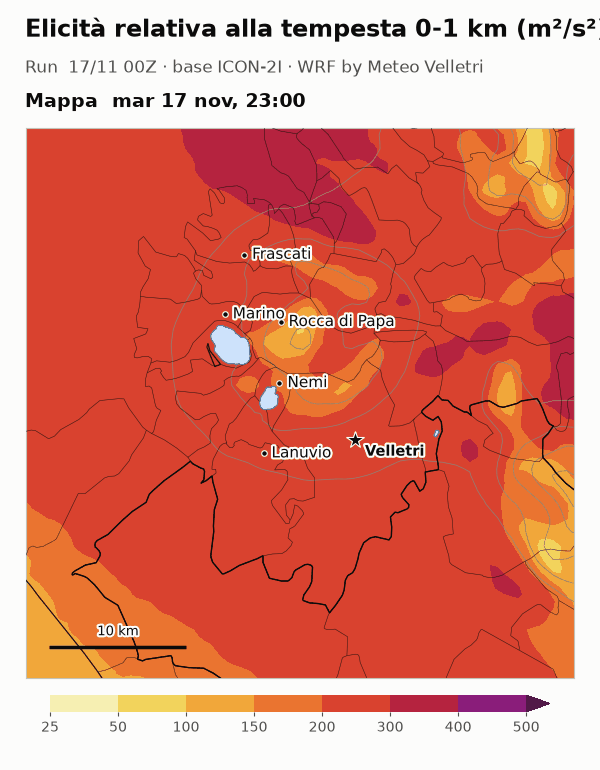 Elicità relativa alla tempesta 0-1 km (m²/s²)
Run 17/11 00Z · base ICON-2I · WRF by Meteo Velletri
Mappa mar 17 nov, 23:00
Frascati
Marino
Rocca di Papa
Nemi
Velletri
Lanuvio
10 km
25 50 100 150 200 300 400 500